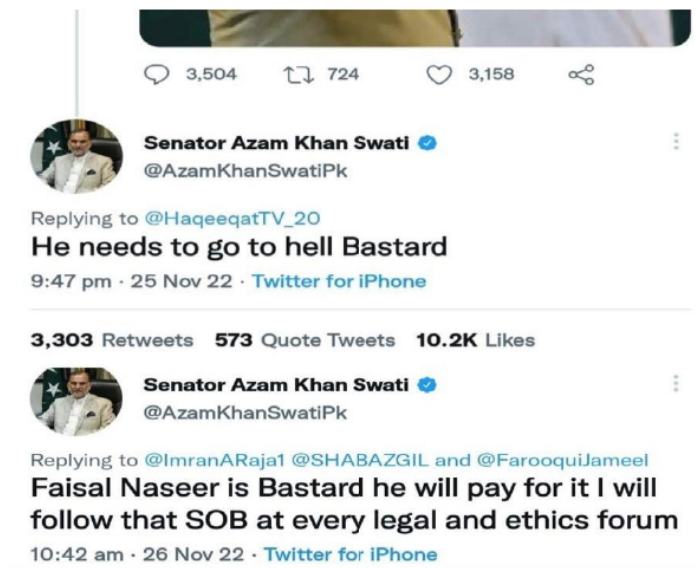 3,504 724 3,158
Senator Azam Khan Swati
@AzamKhanSwatiPk
Replying to @HaqeeqatTV_20
He needs to go to hell Bastard
9:47 pm · 25 Nov 22 · Twitter for iPhone
3,303 Retweets 573 Quote Tweets 10.2K Likes
Senator Azam Khan Swati
@AzamKhanSwatiPk
Replying to @ImranARaja1 @SHABAZGIL and @FarooquiJameel
Faisal Naseer is Bastard he will pay for it I will
follow that SOB at every legal and ethics forum
10:42 am · 26 Nov 22 · Twitter for iPhone